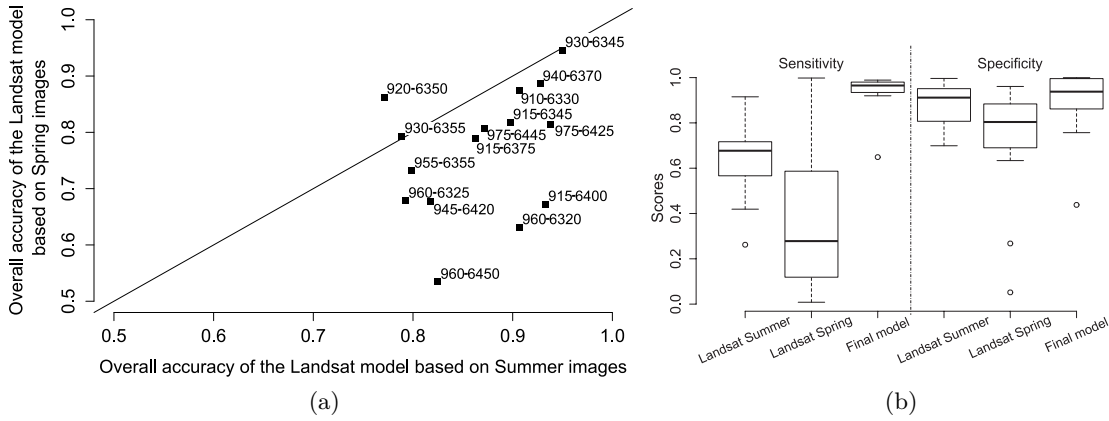 Overall accuracy of the Landsat model
based on Spring images
1.0
0.9
0.8
0.7
0.6
0.5
930-6345
940-6370
920-6350
910-6330
915-6345
930-6355
975-6445
975-6425
915-6375
955-6355
960-6325
945-6420
915-6400
960-6320
960-6450
0.5 0.6 0.7 0.8 0.9 1.0
Overall accuracy of the Landsat model based on Summer images
(a)
Sensitivity Specificity
Scores
1.0
0.8
0.6
0.4
0.2
0.0
Landsat Summer
Landsat Spring
Final model
Landsat Summer
Landsat Spring
Final model
(b)